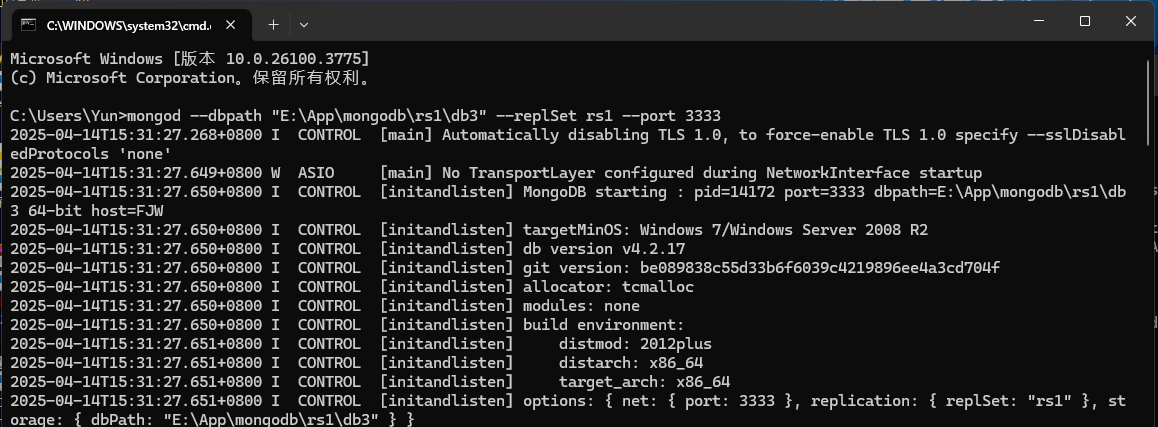 C:\WINDOWS\system32\cmd.
Microsoft Windows [版本 10.0.26100.3775]
(c) Microsoft Corporation。保留所有权利。
C:\Users\Yun>mongod --dbpath "E:\App\mongodb\rs1\db3" --replSet rs1 --port 3333
2025-04-14T15:31:27.268+0800 I  CONTROL  [main] Automatically disabling TLS 1.0, to force-enable TLS 1.0 specify --sslDisabl
edProtocols 'none'
2025-04-14T15:31:27.649+0800 W  ASIO     [main] No TransportLayer configured during NetworkInterface startup
2025-04-14T15:31:27.650+0800 I  CONTROL  [initandlisten] MongoDB starting : pid=14172 port=3333 dbpath=E:\App\mongodb\rs1\db
3 64-bit host=FJW
2025-04-14T15:31:27.650+0800 I  CONTROL  [initandlisten] targetMinOS: Windows 7/Windows Server 2008 R2
2025-04-14T15:31:27.650+0800 I  CONTROL  [initandlisten] db version v4.2.17
2025-04-14T15:31:27.650+0800 I  CONTROL  [initandlisten] git version: be089838c55d33b6f6039c4219896ee4a3cd704f
2025-04-14T15:31:27.650+0800 I  CONTROL  [initandlisten] allocator: tcmalloc
2025-04-14T15:31:27.650+0800 I  CONTROL  [initandlisten] modules: none
2025-04-14T15:31:27.650+0800 I  CONTROL  [initandlisten] build environment:
2025-04-14T15:31:27.651+0800 I  CONTROL  [initandlisten]     distmod: 2012plus
2025-04-14T15:31:27.651+0800 I  CONTROL  [initandlisten]     distarch: x86_64
2025-04-14T15:31:27.651+0800 I  CONTROL  [initandlisten]     target_arch: x86_64
2025-04-14T15:31:27.651+0800 I  CONTROL  [initandlisten] options: { net: { port: 3333 }, replication: { replSet: "rs1" }, st
orage: { dbPath: "E:\App\mongodb\rs1\db3" } }